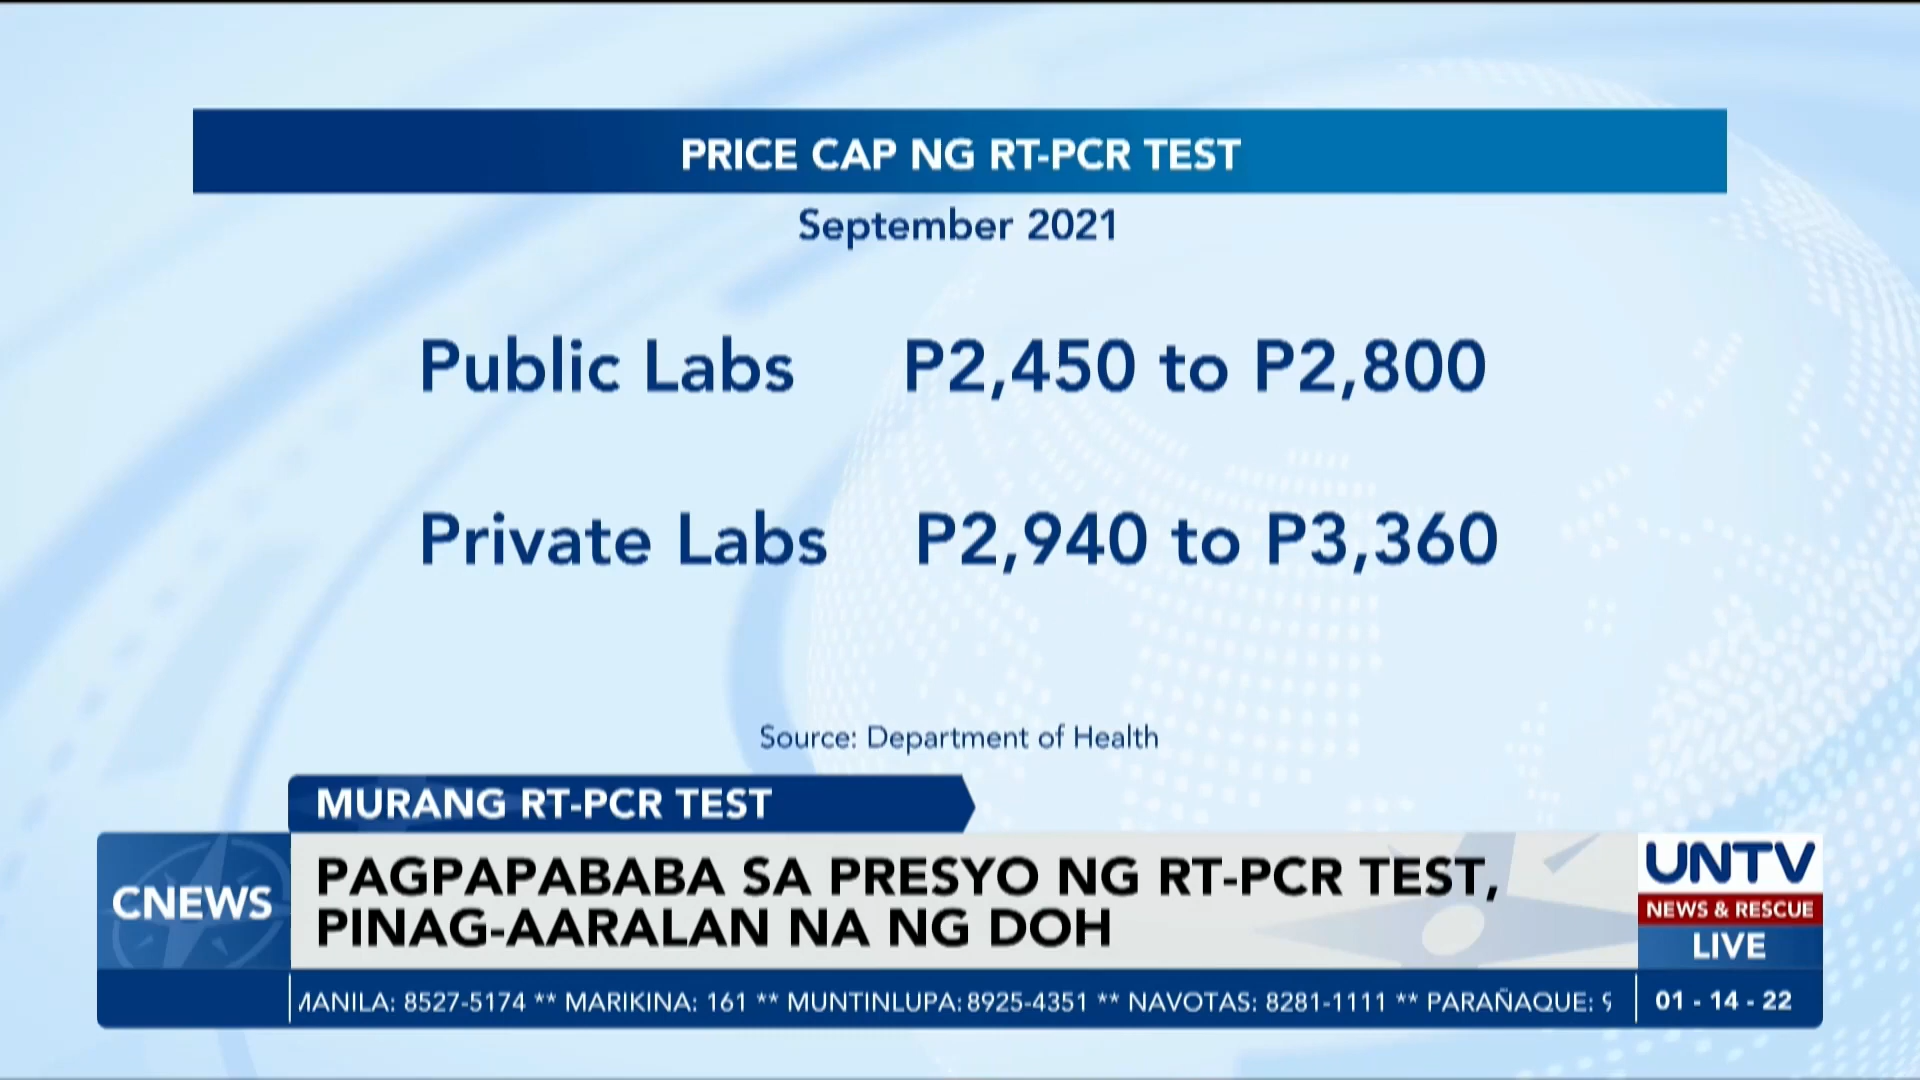 PRICE CAP NG RT-PCR TEST
September 2021
Public Labs P2,450 to P2,800
Private Labs P2,940 to P3,360
Source: Department of Health
MURANG RT-PCR TEST
CNEWS
PAGPAPABABA SA PRESYO NG RT-PCR TEST,
PINAG-AARALAN NA NG DOH
UNTV
NEWS & RESCUE
LIVE
MANILA: 8527-5174 ** MARIKINA: 161 ** MUNTINLUPA: 8925-4351 ** NAVOTAS: 8281-1111 ** PARAÑAQUE:
01 - 14 - 22